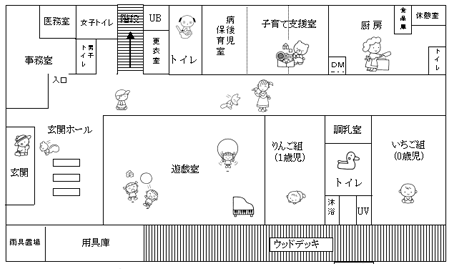 医務室
女子トイレ
階段
UB
病後児保育室
子育て支援室
厨房
食品庫
休憩室
事務室
男子トイレ
更衣室
トイレ
DM
トイレ
入口
玄関ホール
玄関
遊戯室
りんご組
(1歳児)
調乳室
いちご組
(0歳児)
トイレ
沐浴
UV
雨具置場
用具庫
ウッドデッキ